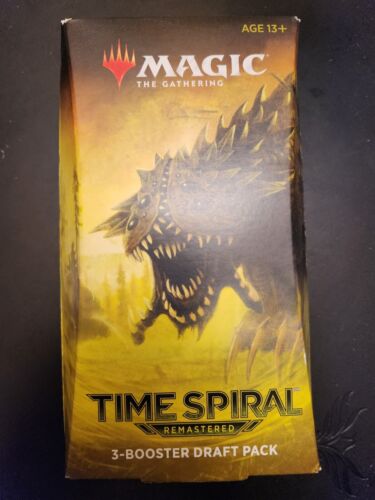 AGE 13+
MAGIC
THE GATHERING
TIME SPIRAL
REMASTERED
3-BOOSTER DRAFT PACK